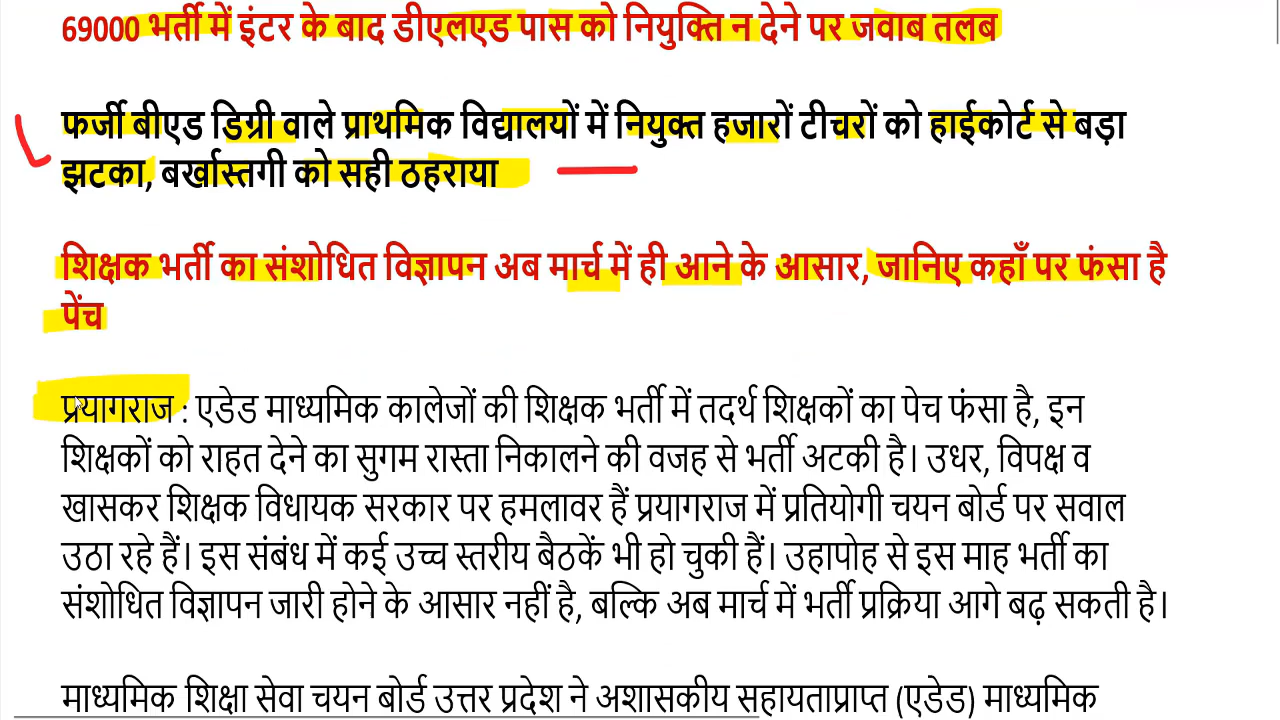 69000 भर्ती में इंटर के बाद डीएलएड पास को नियुक्ति न देने पर जवाब तलब
फर्जी बीएड डिग्री वाले प्राथमिक विद्यालयों में नियुक्त हजारों टीचरों को हाईकोर्ट से बड़ा
झटका, बर्खास्तगी को सही ठहराया
शिक्षक भर्ती का संशोधित विज्ञापन अब मार्च में ही आने के आसार, जानिए कहाँ पर फंसा है
पेंच
प्रयागराज : एडेड माध्यमिक कालेजों की शिक्षक भर्ती में तदर्थ शिक्षकों का पेच फंसा है, इन
शिक्षकों को राहत देने का सुगम रास्ता निकालने की वजह से भर्ती अटकी है। उधर, विपक्ष व
खासकर शिक्षक विधायक सरकार पर हमलावर हैं प्रयागराज में प्रतियोगी चयन बोर्ड पर सवाल
उठा रहे हैं। इस संबंध में कई उच्च स्तरीय बैठकें भी हो चुकी हैं। उहापोह से इस माह भर्ती का
संशोधित विज्ञापन जारी होने के आसार नहीं है, बल्कि अब मार्च में भर्ती प्रक्रिया आगे बढ़ सकती है।
माध्यमिक शिक्षा सेवा चयन बोर्ड उत्तर प्रदेश ने अशासकीय सहायताप्राप्त (एडेड) माध्यमिक